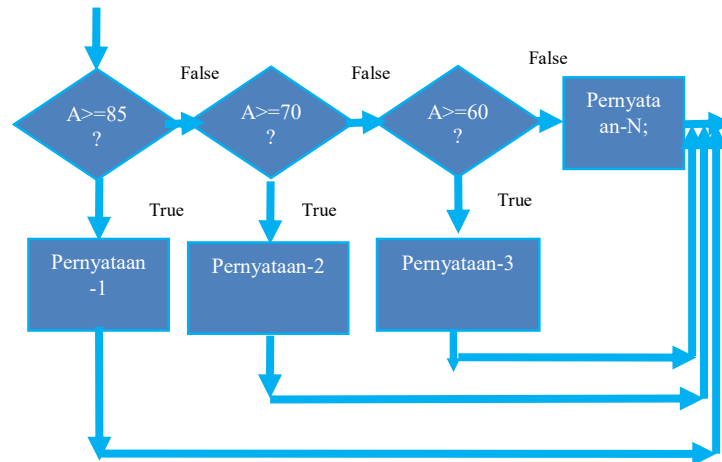 False
False
False
A>=85
?
A>=70
?
A>=60
?
Pernyata
an-N;
True
True
True
Pernyataan
-1
Pernyataan-2
Pernyataan-3